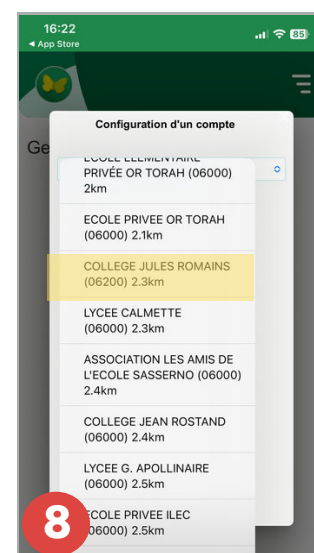 16:22
85
◄ App Store
Configuration d'un compte
Ge
ECOLE ELEMENTAIRE
PRIVÉE OR TORAH (06000)
2km
ECOLE PRIVEE OR TORAH
(06000) 2.1km
COLLEGE JULES ROMAINS
(06200) 2.3km
LYCEE CALMETTE
(06000) 2.3km
ASSOCIATION LES AMIS DE
L'ECOLE SASSERNO (06000)
2.4km
COLLEGE JEAN ROSTAND
(06000) 2.4km
LYCEE G. APOLLINAIRE
(06000) 2.5km
ECOLE PRIVEE ILEC
06000) 2.5km
8